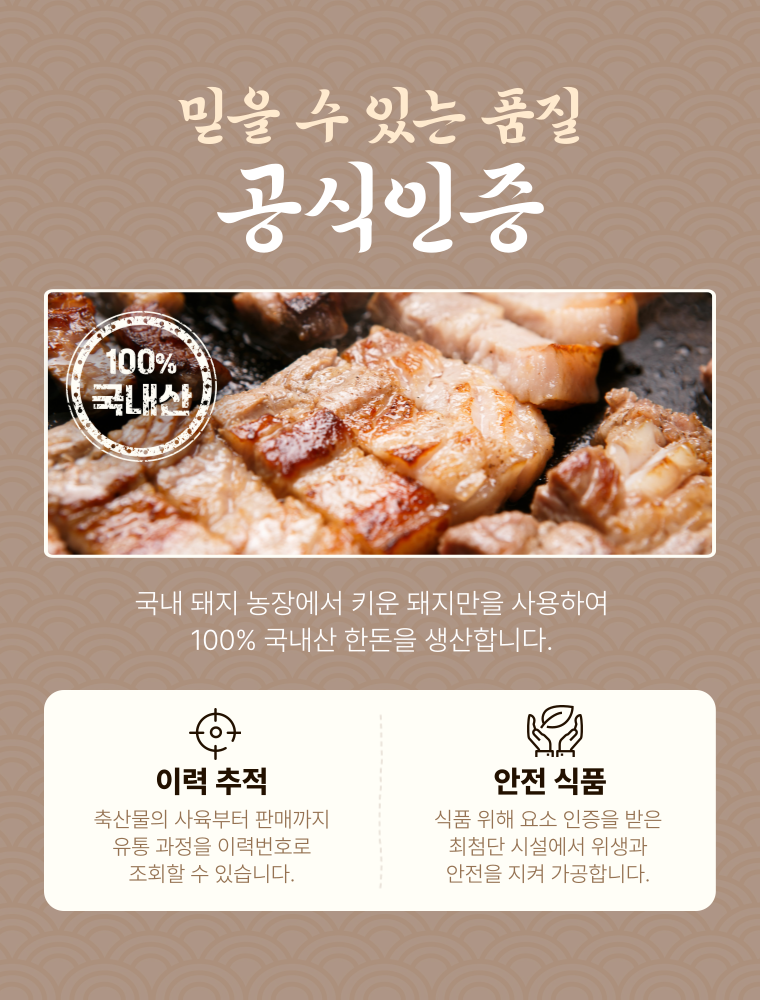 믿을 수 있는 품질
공식인증
100%
국내산
국내 돼지 농장에서 키운 돼지만을 사용하여
100% 국내산 한돈을 생산합니다.
이력 추적
축산물의 사육부터 판매까지
유통 과정을 이력번호로
조회할 수 있습니다.
안전 식품
식품 위해 요소 인증을 받은
최첨단 시설에서 위생과
안전을 지켜 가공합니다.